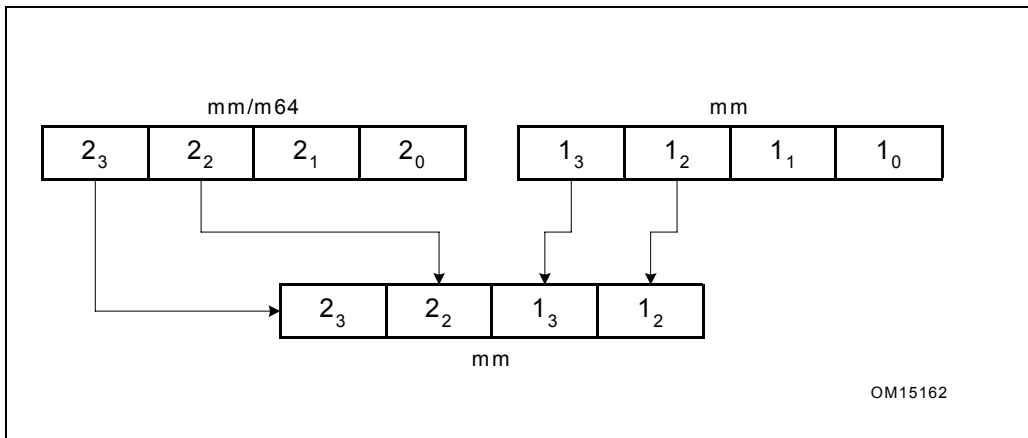 mm/m64 mm
2₃ 2₂ 2₁ 2₀ 1₃ 1₂ 1₁ 1₀
2₃ 2₂ 1₃ 1₂
mm
OM15162